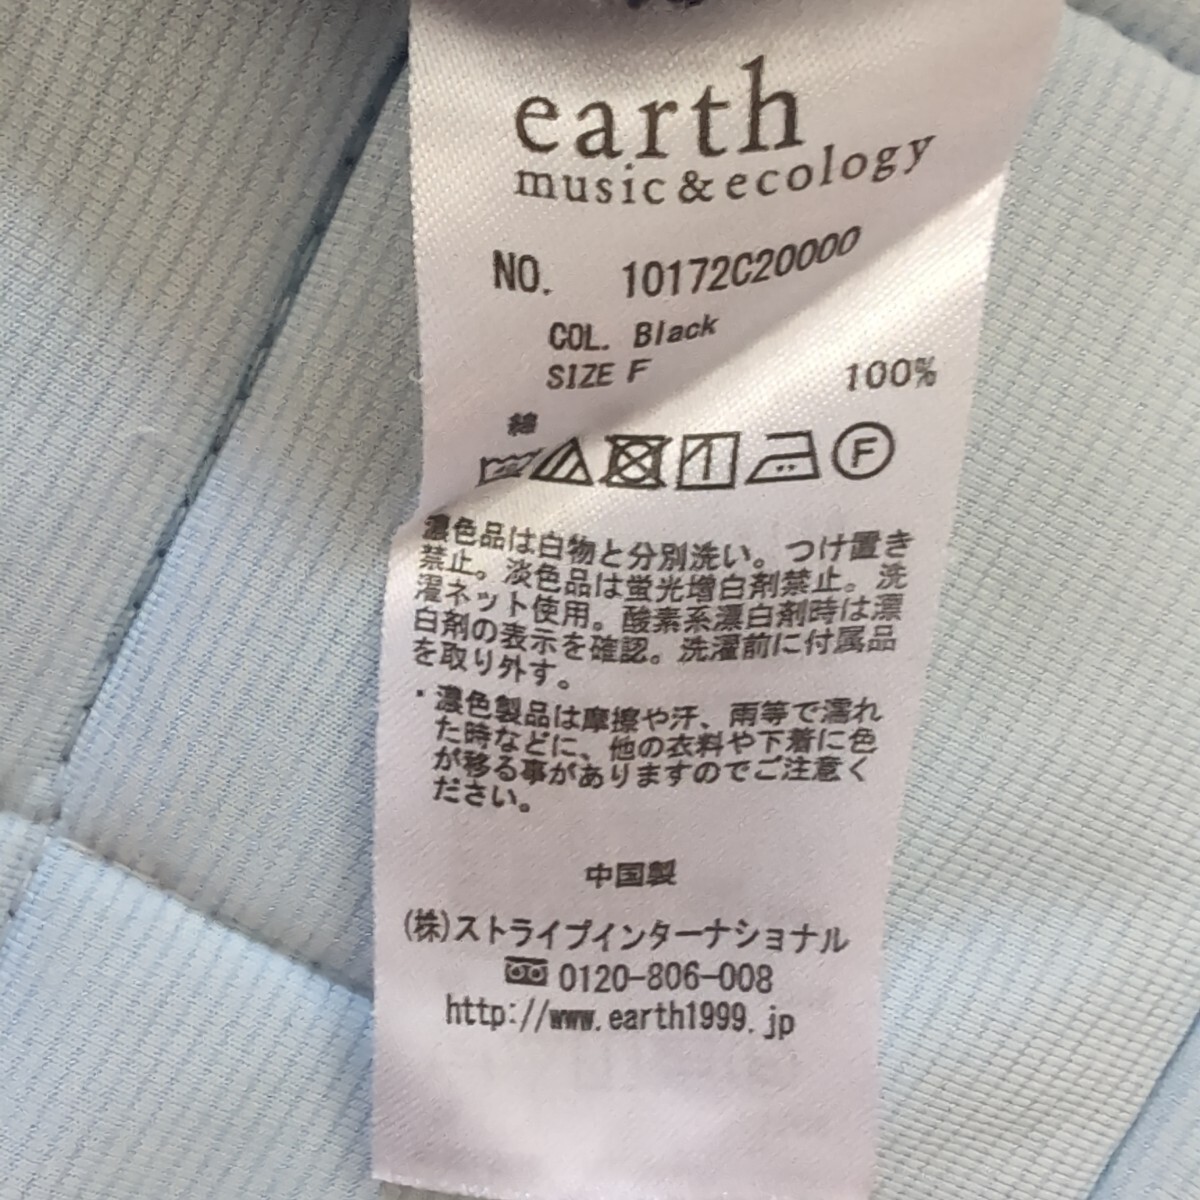 earth
music&ecology
NO. 10172C20000
COL. Black
SIZE F
100%
綿
F
濃色品は白物と分別洗い。つけ置き
禁止。淡色品は蛍光増白剤禁止。洗
濯ネット使用。酸素系漂白剤時は漂
白剤の表示を確認。洗濯前に付属品
を取り外す。
・濃色製品は摩擦や汗、雨等で濡れ
た時などに、他の衣料や下着に色
が移る事がありますのでご注意く
ださい。
中国製
(株)ストライプインターナショナル
0120-806-008
http://www.earth1999.jp